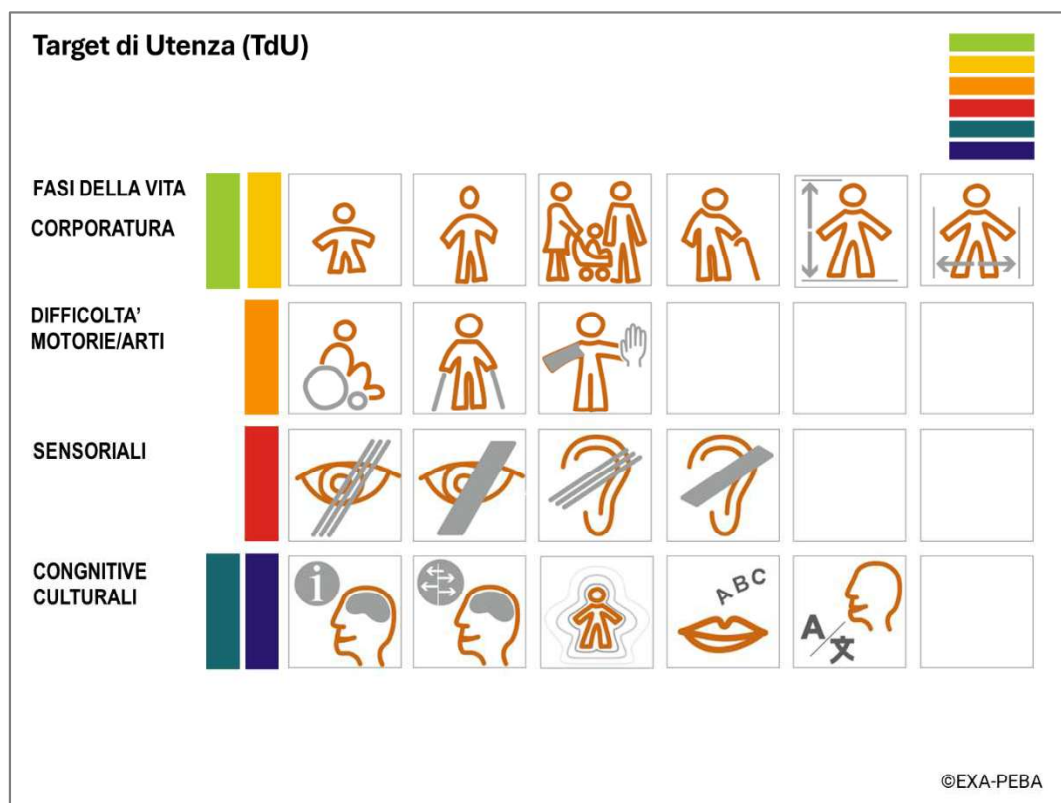 Target di Utenza (TdU)
FASI DELLA VITA
CORPORATURA
DIFFICOLTA'
MOTORIE/ARTI
SENSORIALI
CONGNITIVE
CULTURALI
i
ABC
A/文
©EXA-PEBA